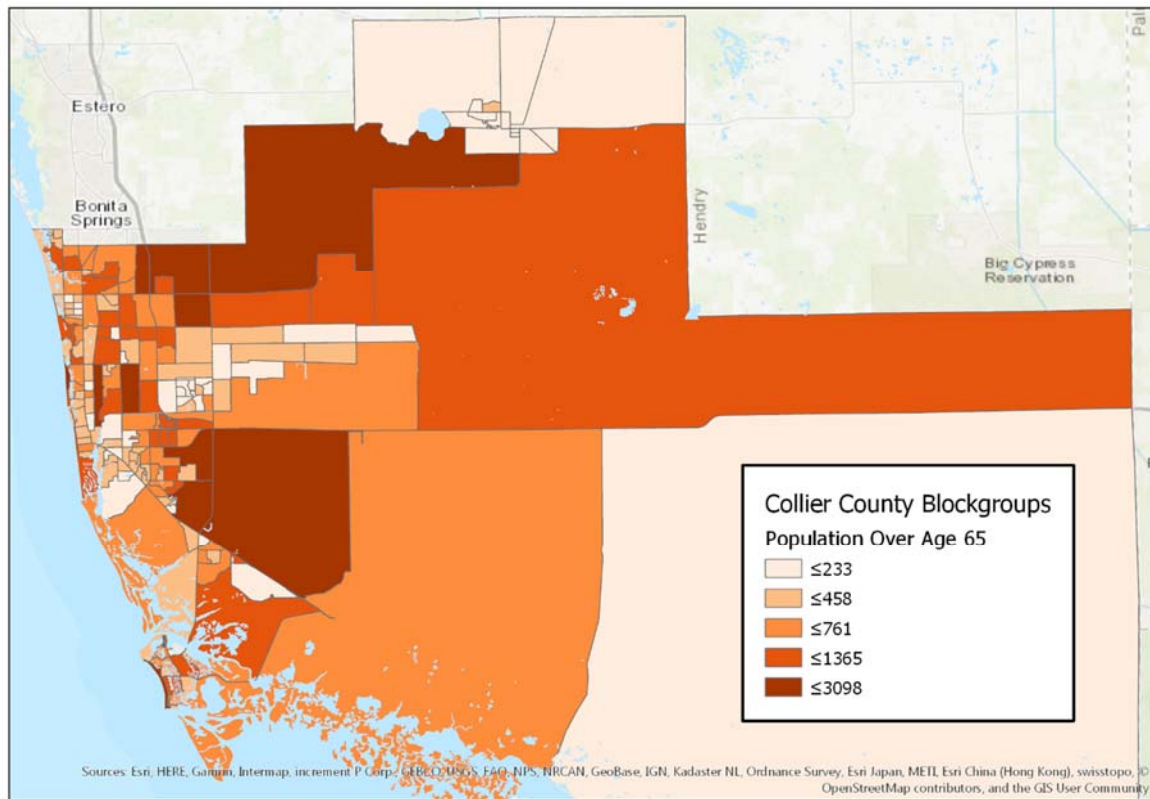 Estero
Bonita
Springs
Hendry
Big Cypress
Reservation
Collier County Blockgroups
Population Over Age 65
≤233
≤458
≤761
≤1365
≤3098
Sources: Esri, HERE, Garmin, Intermap, increment P Corp., GEBCO, USGS, FAO, NPS, NRCAN, GeoBase, IGN, Kadaster NL, Ordnance Survey, Esri Japan, METI, Esri China (Hong Kong), swisstopo, ©
OpenStreetMap contributors, and the GIS User Community